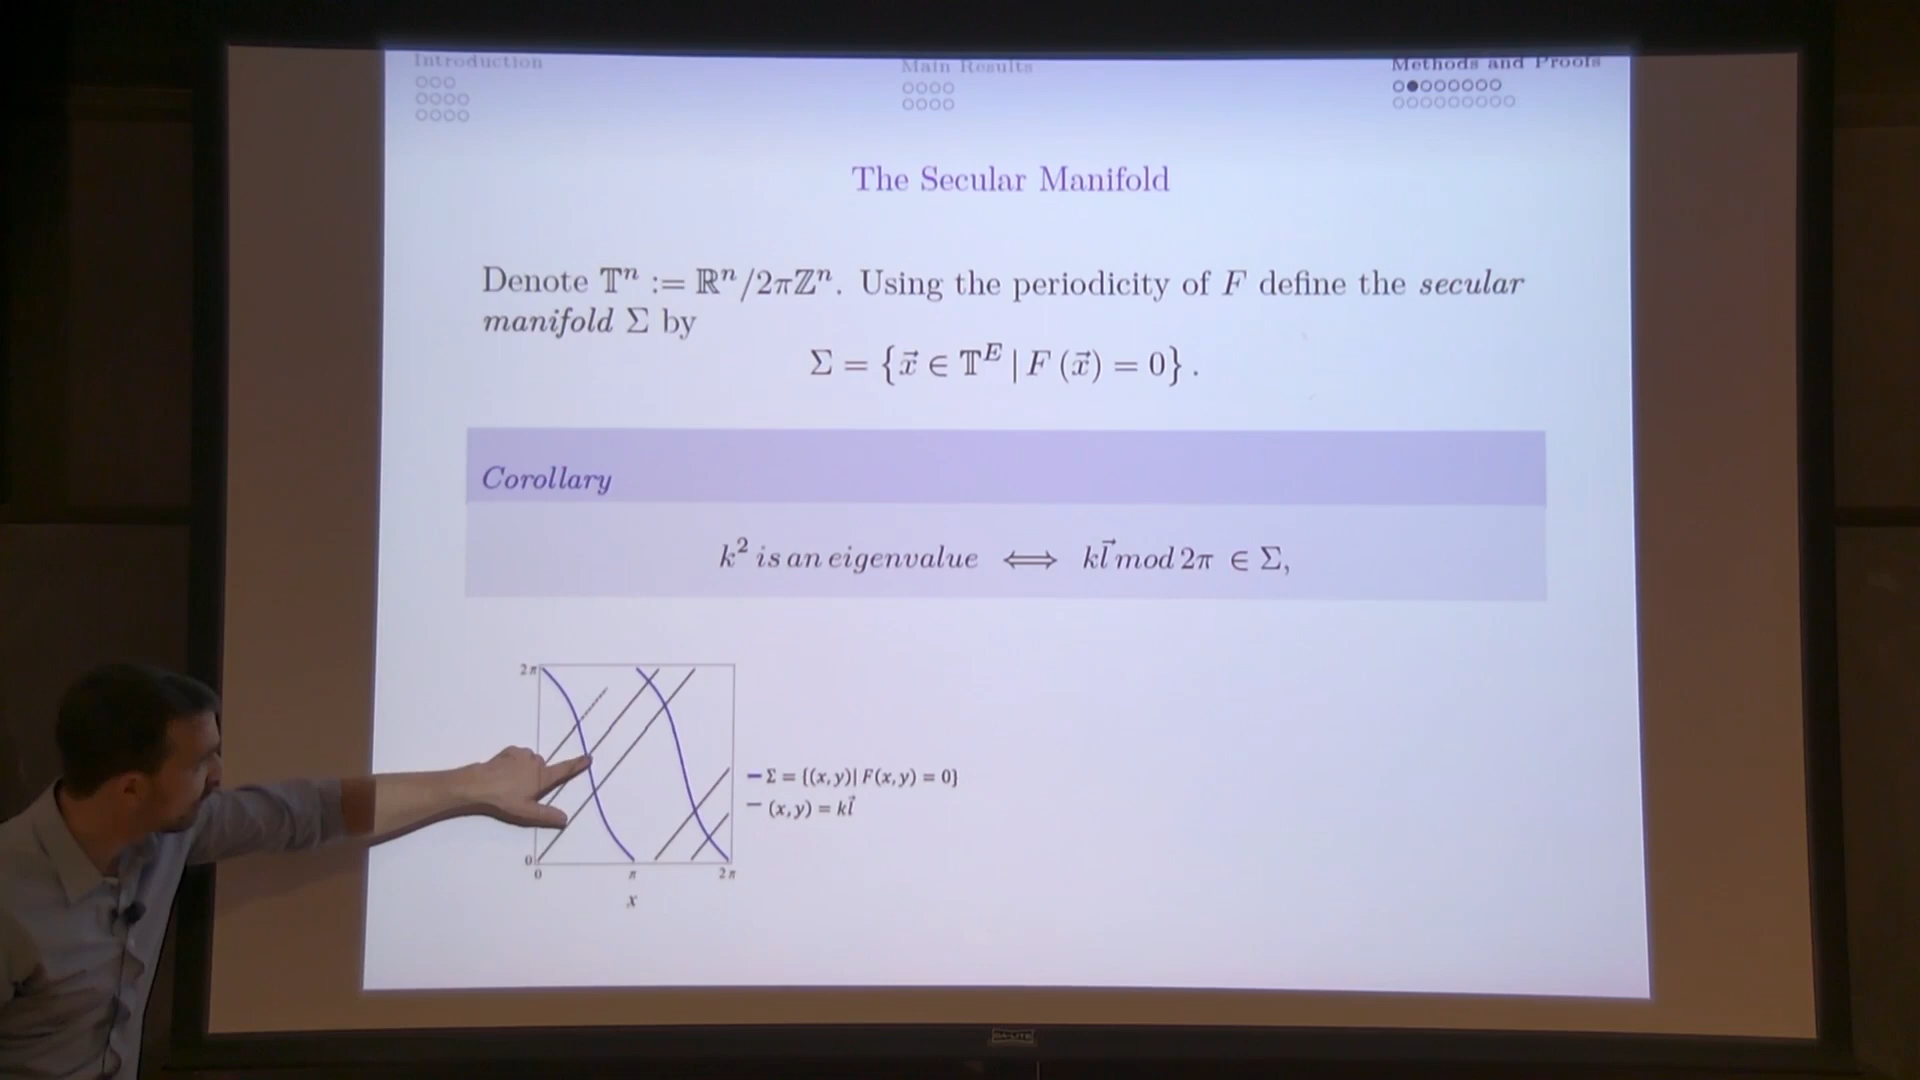 Introduction
Main Results
Methods and Proofs
The Secular Manifold
Denote 𝕋ⁿ := ℝⁿ/2πℤⁿ. Using the periodicity of F define the secular
manifold Σ by
Σ = {x⃗ ∈ 𝕋ᴱ | F (x⃗) = 0} .
Corollary
k² is an eigenvalue ⟺ kl⃗ mod 2π ∈ Σ,
2π
Σ = {(x,y)| F(x,y) = 0}
(x,y) = kl⃗
0
0
π
2π
x
DA-LITE